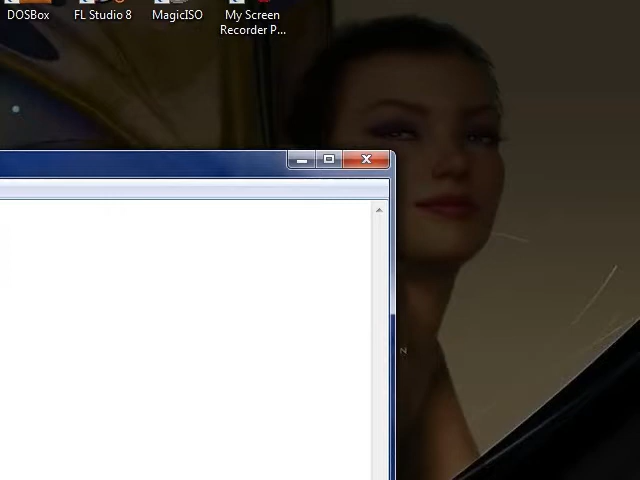 DOSBox
FL Studio 8
MagicISO
My Screen
Recorder P...
N